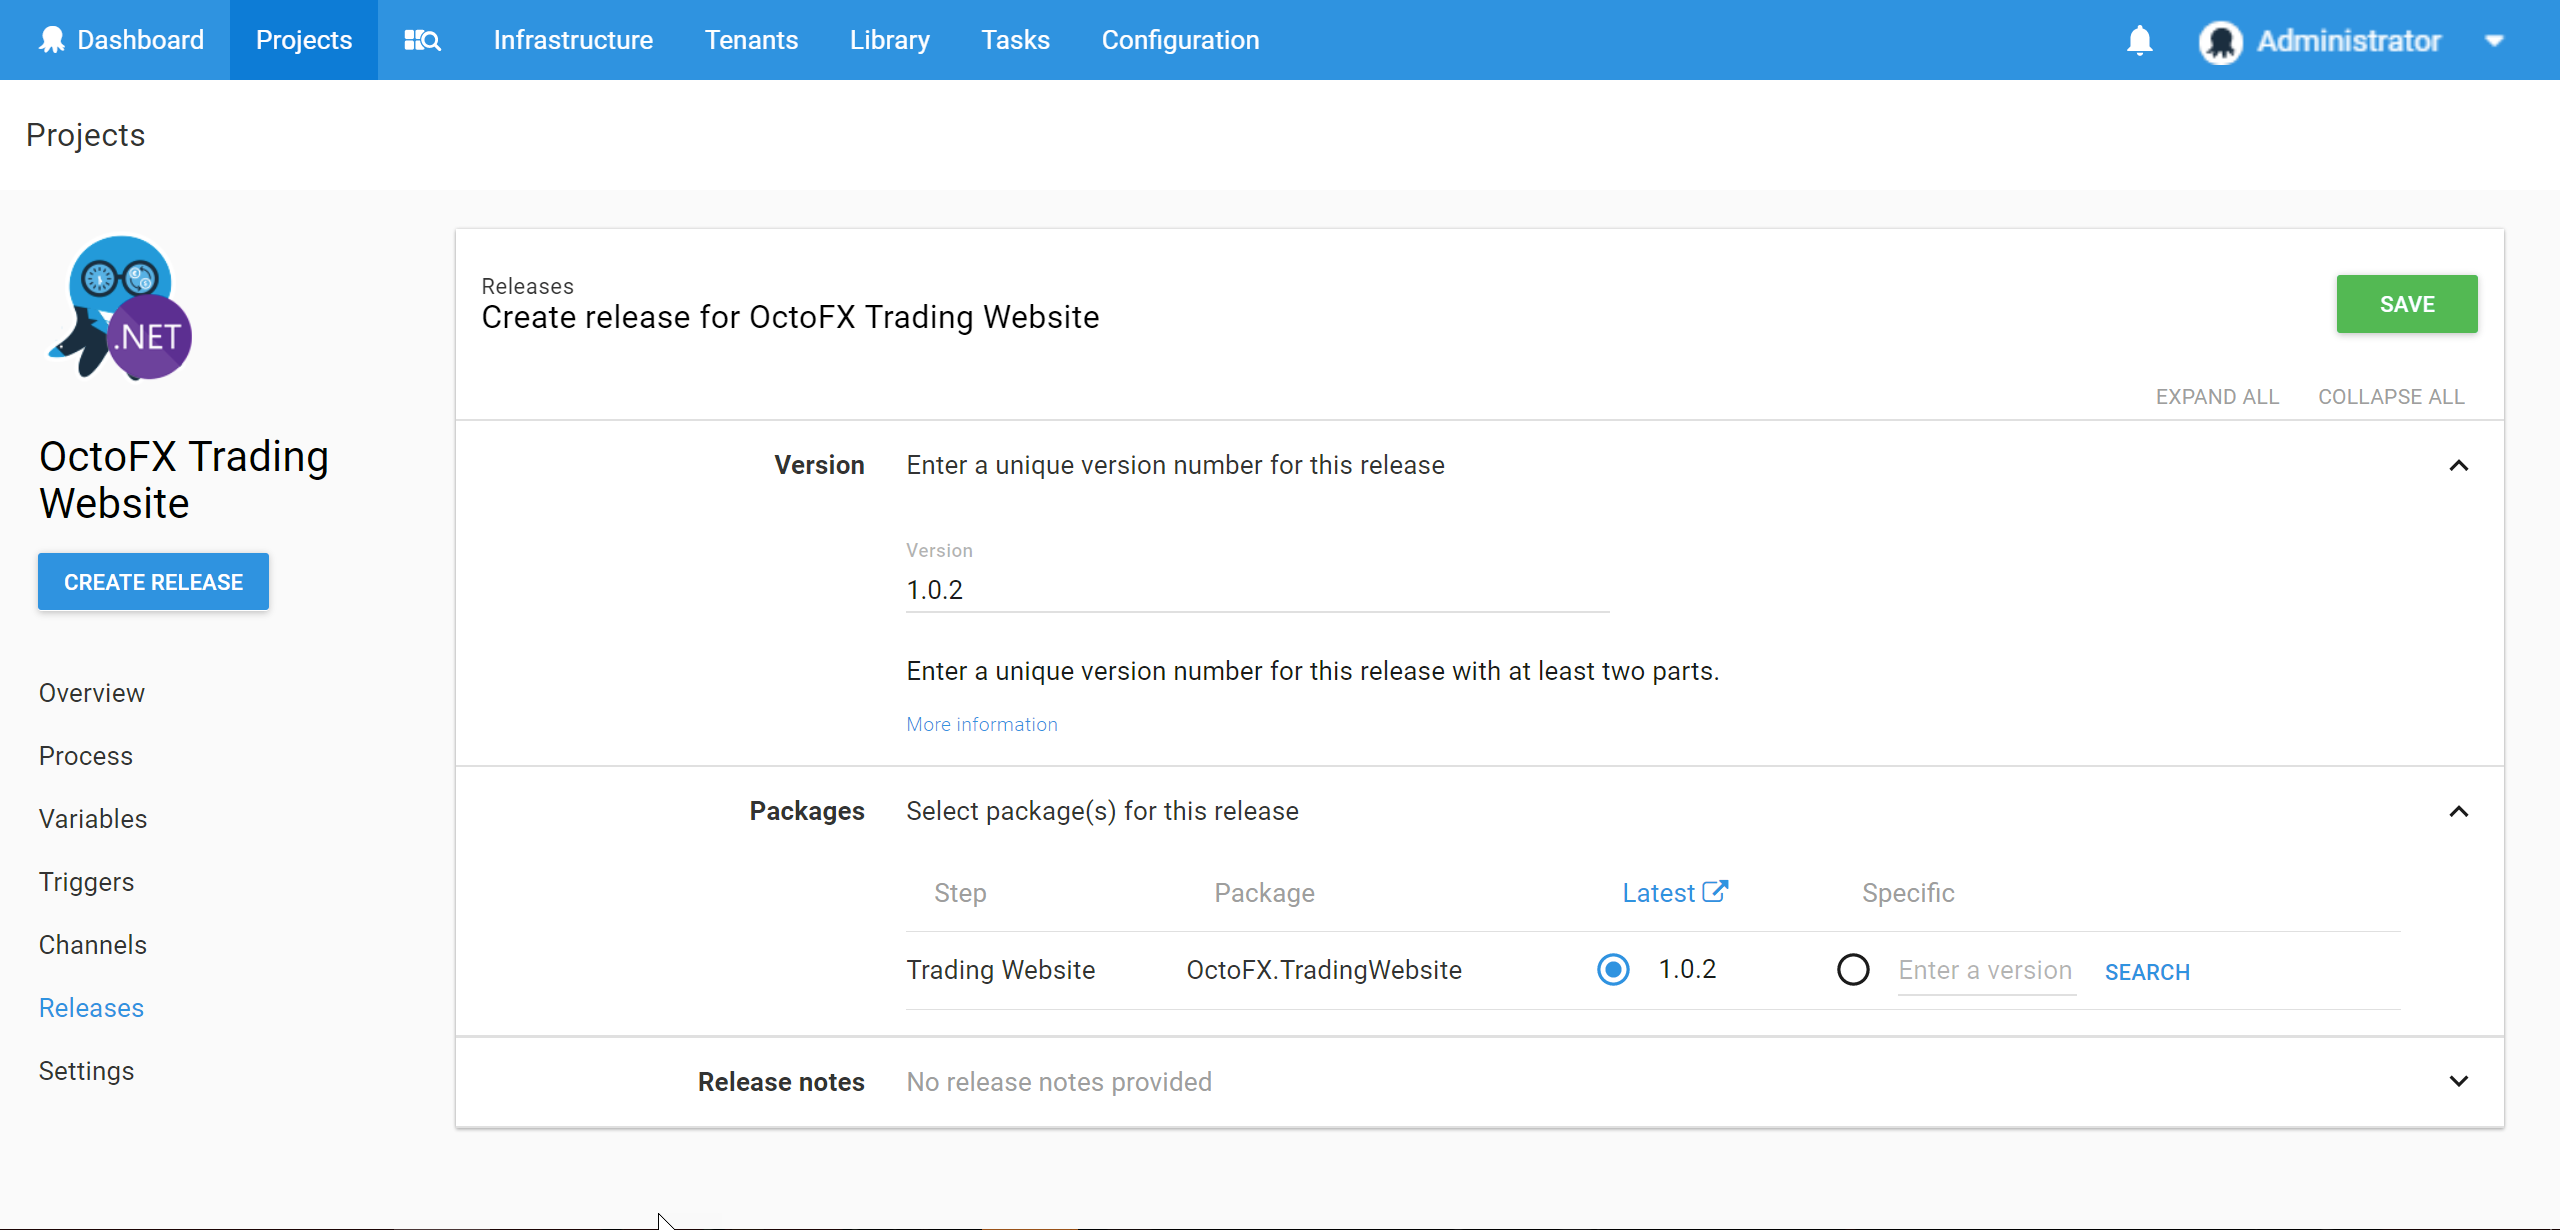 Dashboard Projects Infrastructure Tenants Library Tasks Configuration Administrator
Projects
.NET
OctoFX Trading
Website
CREATE RELEASE
Overview
Process
Variables
Triggers
Channels
Releases
Settings
Releases
Create release for OctoFX Trading Website
SAVE
EXPAND ALL COLLAPSE ALL
Version Enter a unique version number for this release
Version
1.0.2
Enter a unique version number for this release with at least two parts.
More information
Packages Select package(s) for this release
Step Package Latest Specific
Trading Website OctoFX.TradingWebsite 1.0.2 Enter a version SEARCH
Release notes No release notes provided